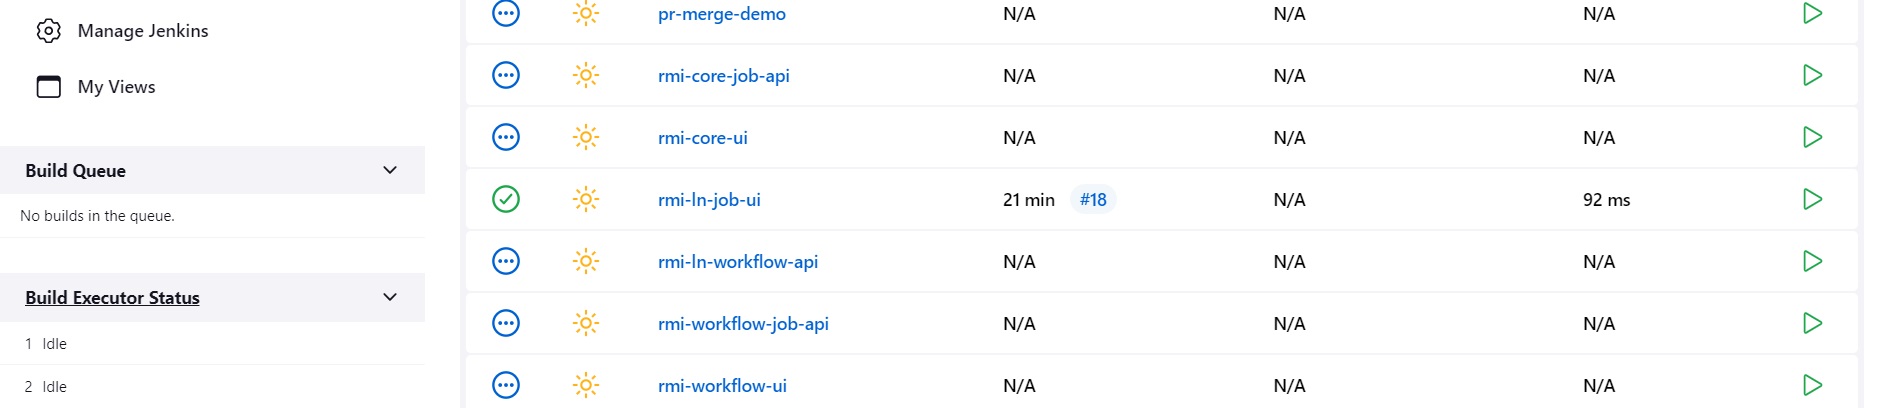 Manage Jenkins
My Views
Build Queue
No builds in the queue.
Build Executor Status
1 Idle
2 Idle
pr-merge-demo N/A N/A N/A
rmi-core-job-api N/A N/A N/A
rmi-core-ui N/A N/A N/A
rmi-ln-job-ui 21 min #18 N/A 92 ms
rmi-ln-workflow-api N/A N/A N/A
rmi-workflow-job-api N/A N/A N/A
rmi-workflow-ui N/A N/A N/A